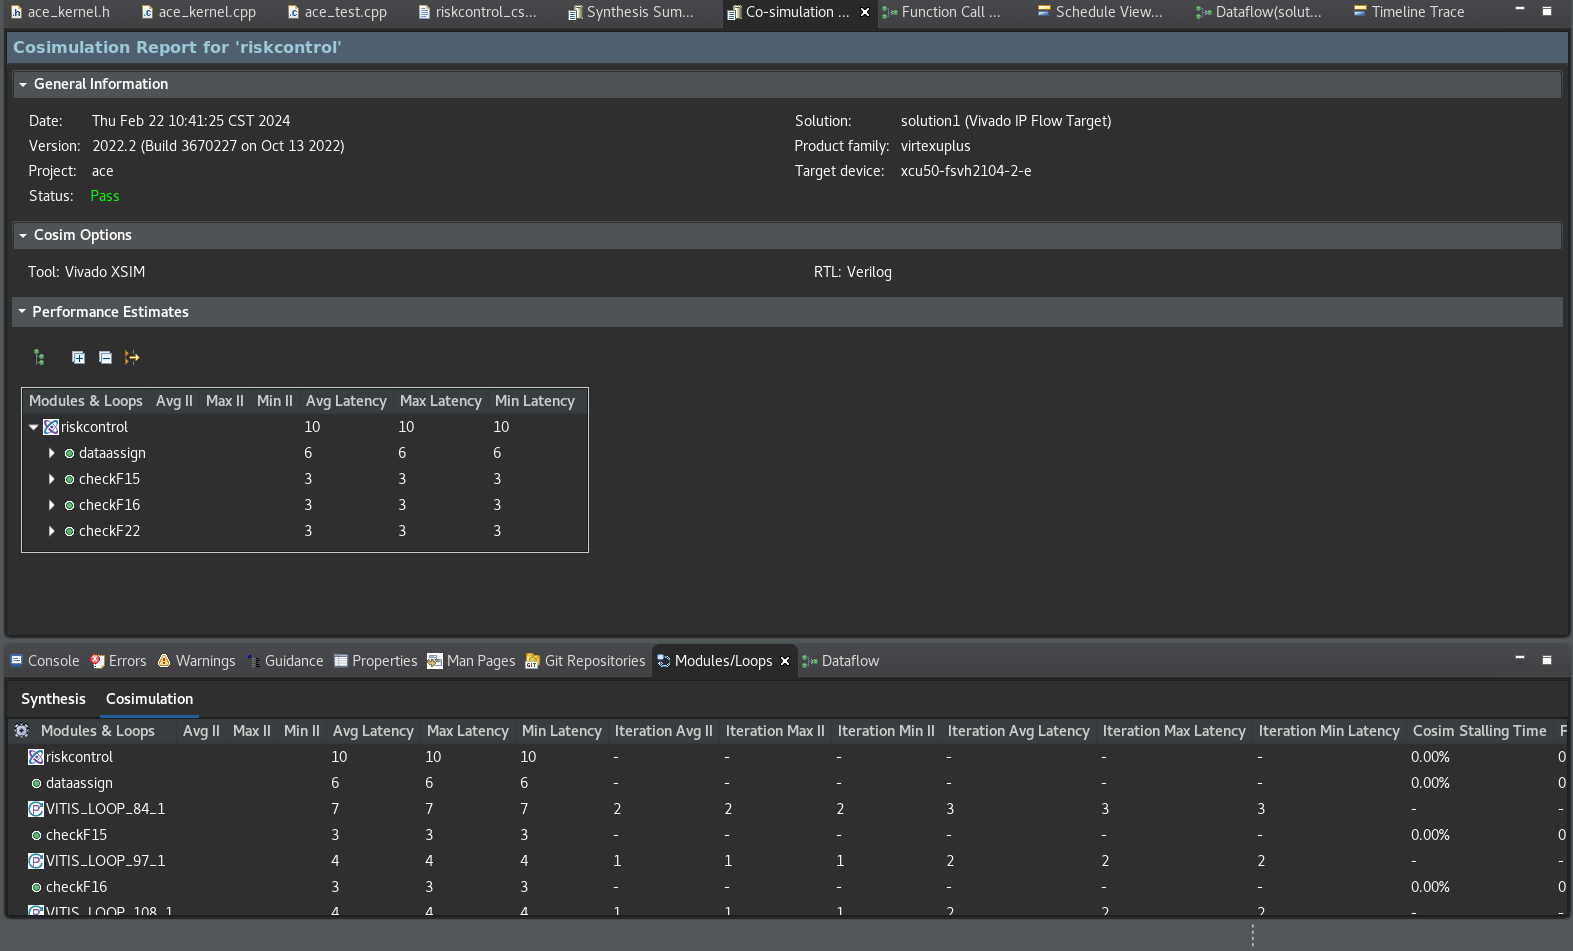 ace_kernel.h ace_kernel.cpp ace_test.cpp riskcontrol_cs... Synthesis Sum... Co-simulation ... Function Call ... Schedule View... Dataflow(solut... Timeline Trace
Cosimulation Report for 'riskcontrol'
General Information
Date: Thu Feb 22 10:41:25 CST 2024 Solution: solution1 (Vivado IP Flow Target)
Version: 2022.2 (Build 3670227 on Oct 13 2022) Product family: virtexuplus
Project: ace Target device: xcu50-fsvh2104-2-e
Status: Pass
Cosim Options
Tool: Vivado XSIM RTL: Verilog
Performance Estimates
Modules & Loops Avg II Max II Min II Avg Latency Max Latency Min Latency
riskcontrol 10 10 10
dataassign 6 6 6
checkF15 3 3 3
checkF16 3 3 3
checkF22 3 3 3
Console Errors Warnings Guidance Properties Man Pages Git Repositories Modules/Loops Dataflow
Synthesis Cosimulation
Modules & Loops Avg II Max II Min II Avg Latency Max Latency Min Latency Iteration Avg II Iteration Max II Iteration Min II Iteration Avg Latency Iteration Max Latency Iteration Min Latency Cosim Stalling Time
riskcontrol 10 10 10 - - - - - - 0.00% 0
dataassign 6 6 6 - - - - - - 0.00% 0
VITIS_LOOP_84_1 7 7 7 2 2 2 3 3 3 - -
checkF15 3 3 3 - - - - - - 0.00% 0
VITIS_LOOP_97_1 4 4 4 1 1 1 2 2 2 - -
checkF16 3 3 3 - - - - - - 0.00% 0
VITIS_LOOP_108_1 4 4 4 1 1 1 2 2 2 - -